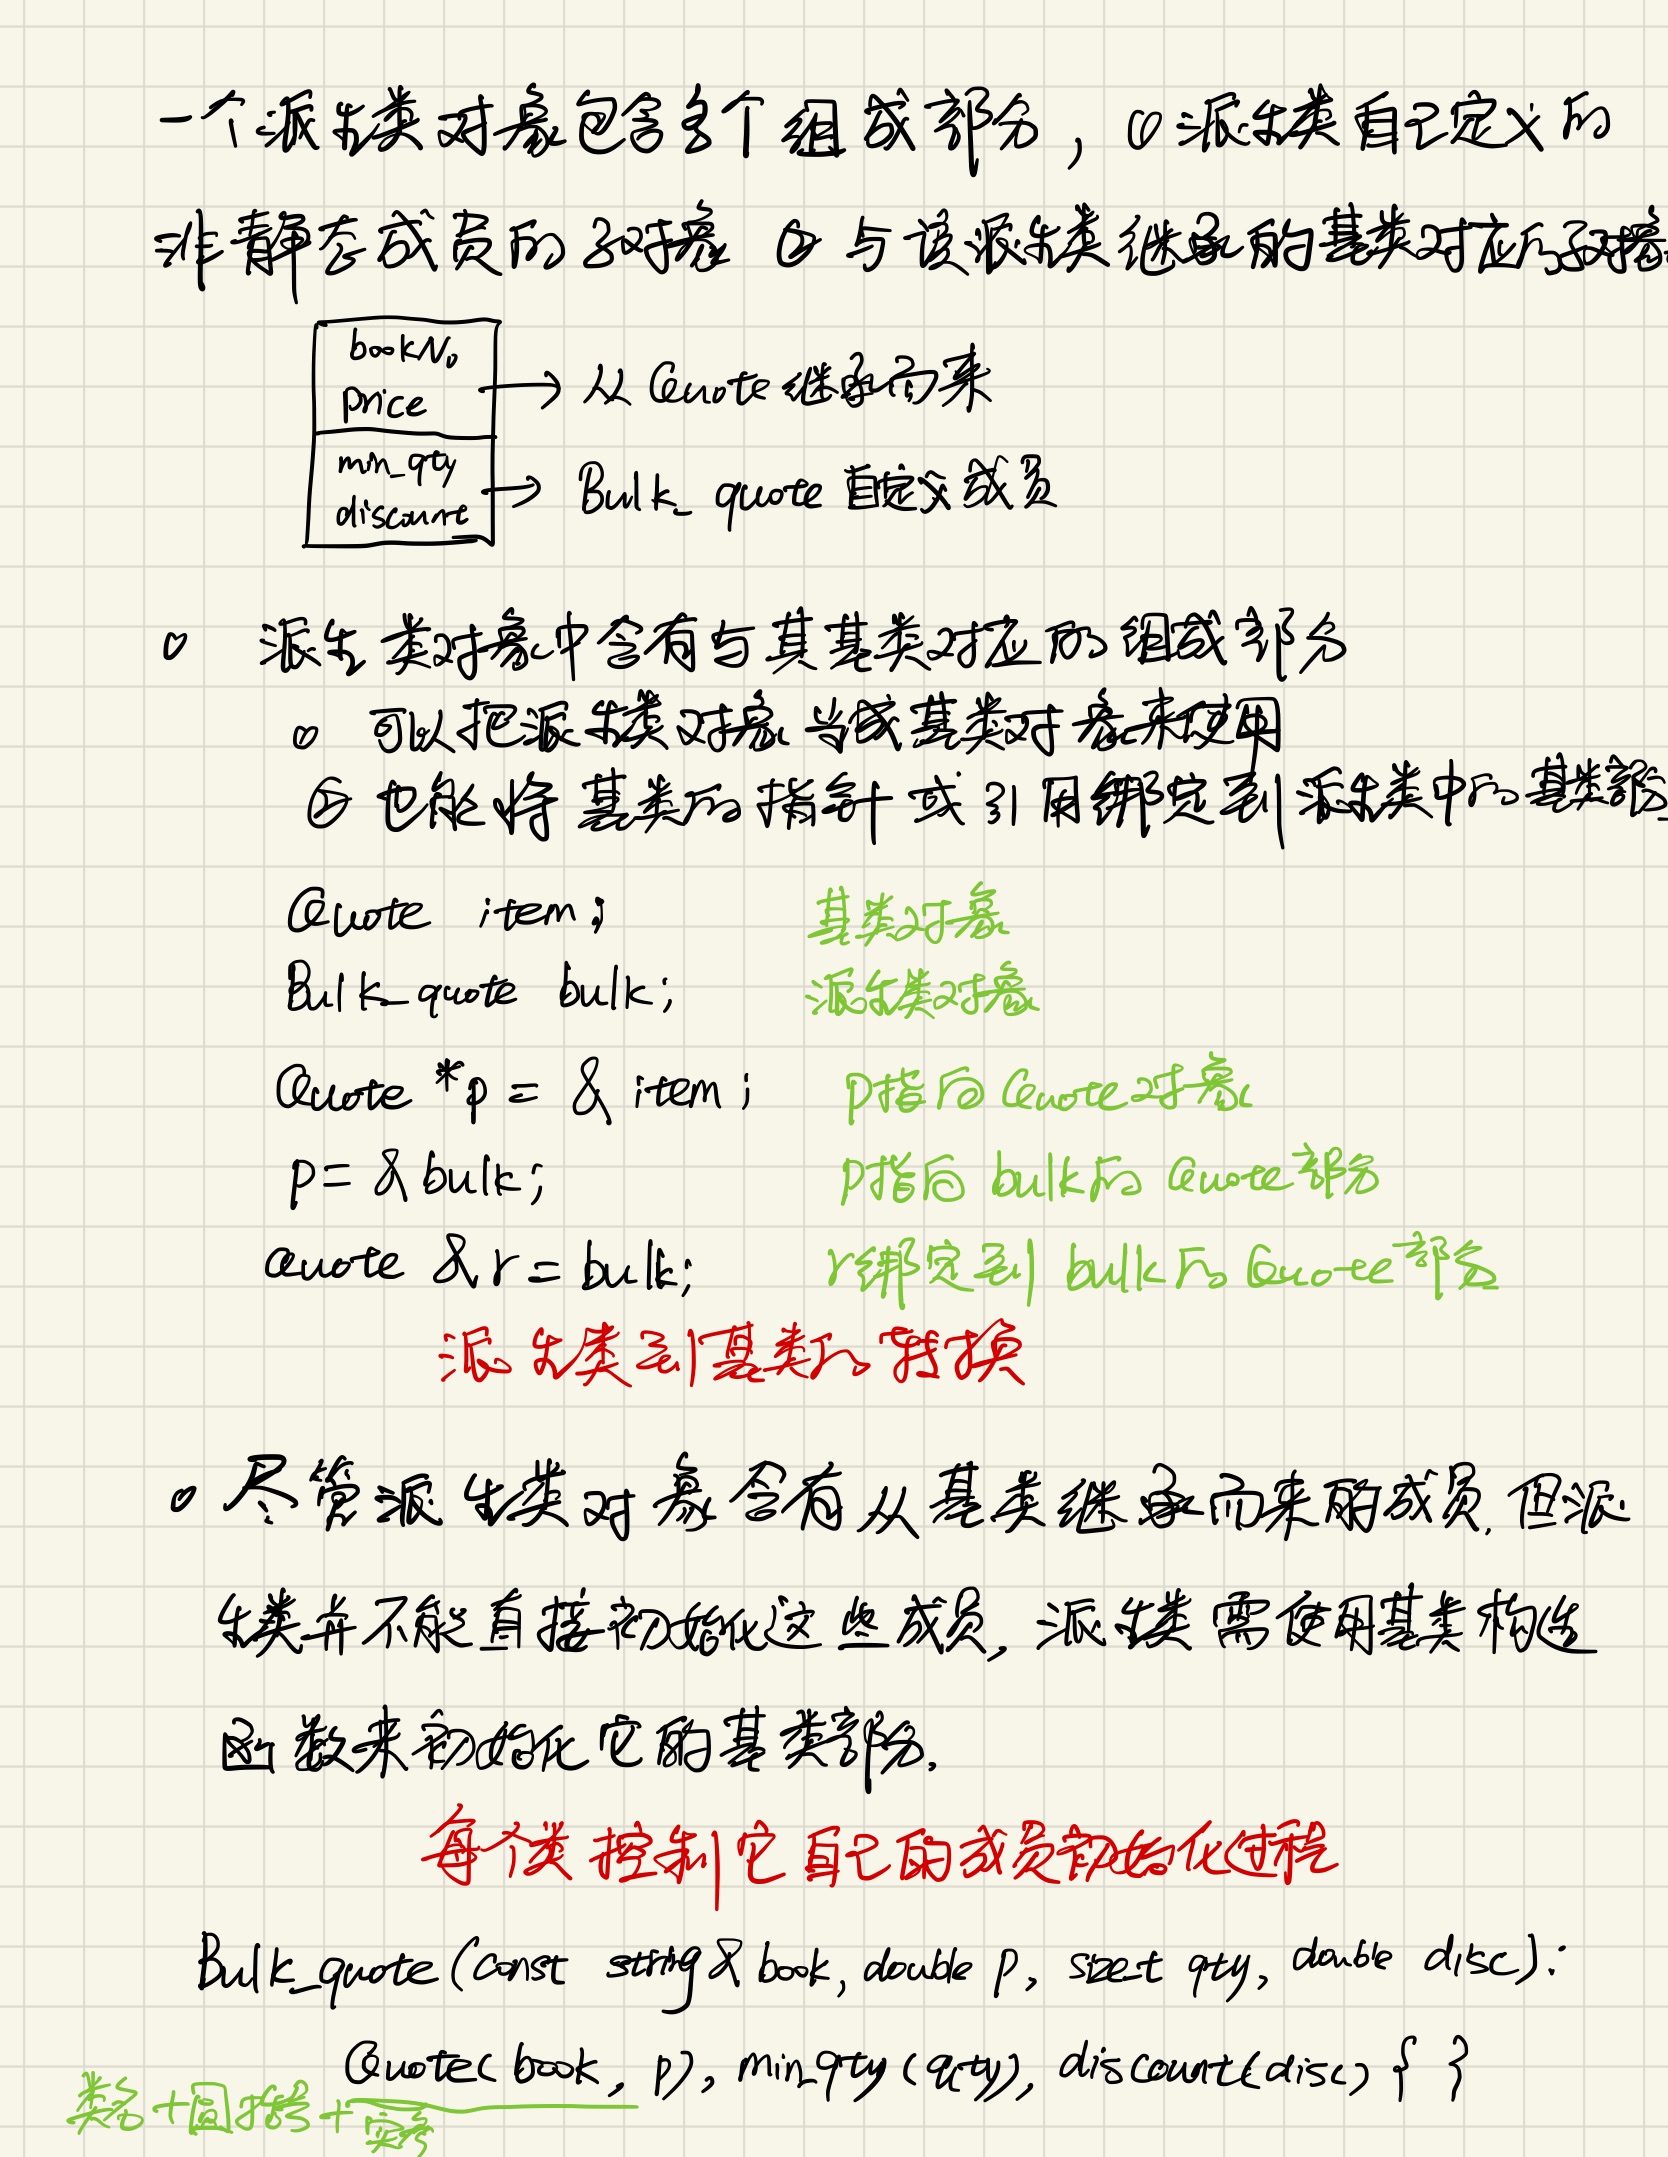 一个派生类对象包含多个组成部分, ①派生类自己定义的
非静态成员的子对象 ② 与该派生类继承的基类对应的子对象
bookNo
price → 从 Quote 继承而来
min_qty
discount → Bulk_quote 自定义成员
。 派生类对象中含有与其基类对应的组成部分
。 可以把派生类对象当成基类对象来使用
② 也能将基类的指针或引用绑定到派生类中的基类部分
Quote item; 基类对象
Bulk_quote bulk; 派生类对象
Quote *p = & item; p指向 Quote对象
p = & bulk; p指向 bulk的 Quote部分
Quote &r = bulk; r绑定到 bulk的 Quote部分
派生类到基类的转换
。 尽管派生类对象含有从基类继承而来的成员, 但派
生类并不能直接初始化这些成员, 派生类需使用基类构造
函数来初始化它的基类部分.
每个类控制它自己的成员初始化过程
Bulk_quote (const string & book, double p, size_t qty, double disc):
Quote( book, p), min_qty (qty), discount(disc) { }
类名+圆括号+实参